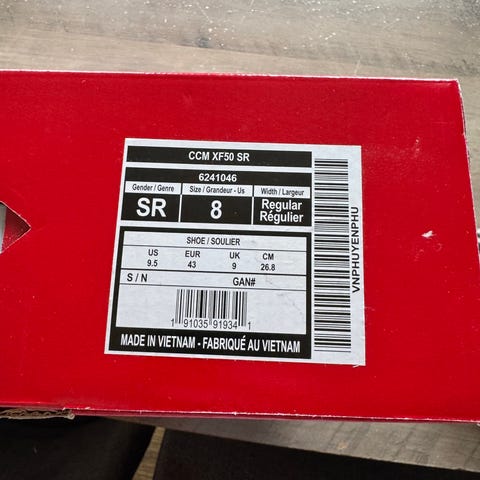 CCM XF50 SR
6241046
Gender / Genre Size / Grandeur - Us Width / Largeur
SR 8 Regular
Régulier
SHOE / SOULIER
US EUR UK CM
9.5 43 9 26.8
S / N GAN#
1 91035 91934 1
MADE IN VIETNAM - FABRIQUÉ AU VIETNAM
VNPHUYENPHU